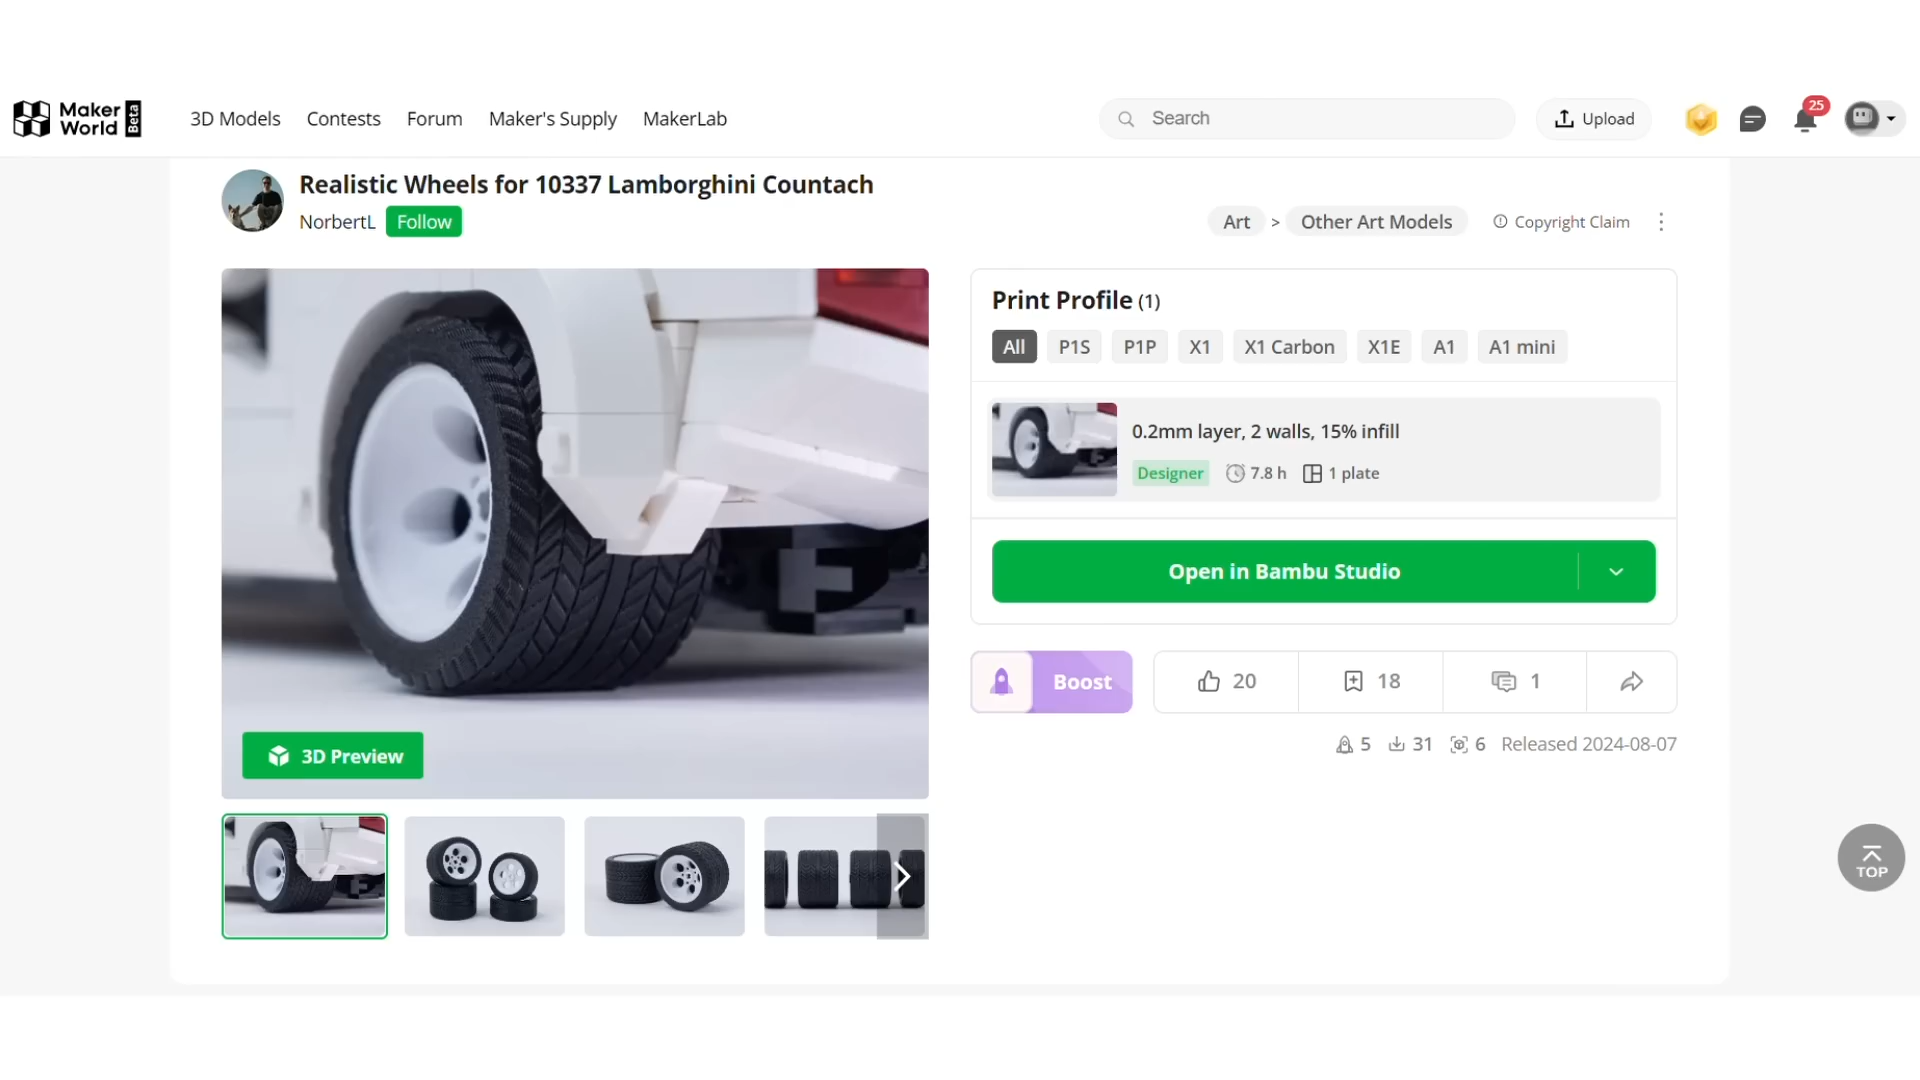 Maker World Beta
3D Models
Contests
Forum
Maker's Supply
MakerLab
Search
Upload
25
Realistic Wheels for 10337 Lamborghini Countach
NorbertL
Follow
Art > Other Art Models
Copyright Claim
3D Preview
Print Profile (1)
All
P1S
P1P
X1
X1 Carbon
X1E
A1
A1 mini
0.2mm layer, 2 walls, 15% infill
Designer
7.8 h
1 plate
Open in Bambu Studio
Boost
20
18
1
5
31
6
Released 2024-08-07
TOP